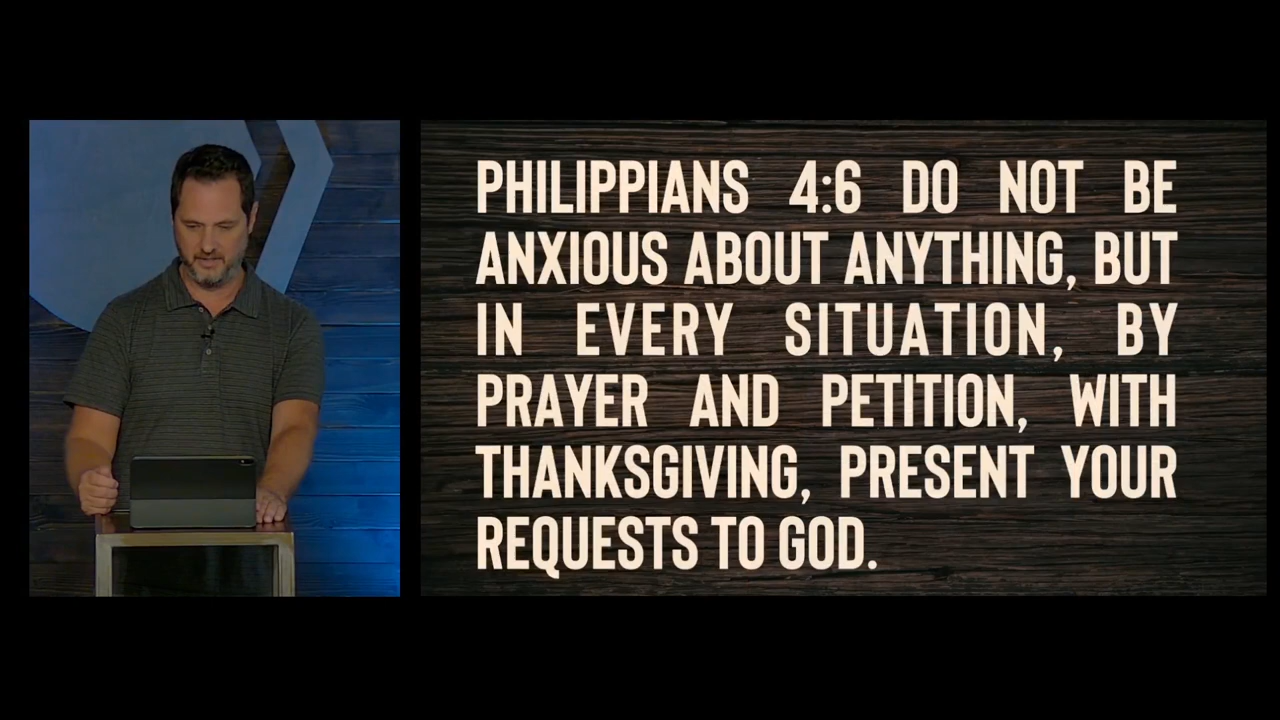 PHILIPPIANS 4:6 DO NOT BE
ANXIOUS ABOUT ANYTHING, BUT
IN EVERY SITUATION, BY
PRAYER AND PETITION, WITH
THANKSGIVING, PRESENT YOUR
REQUESTS TO GOD.